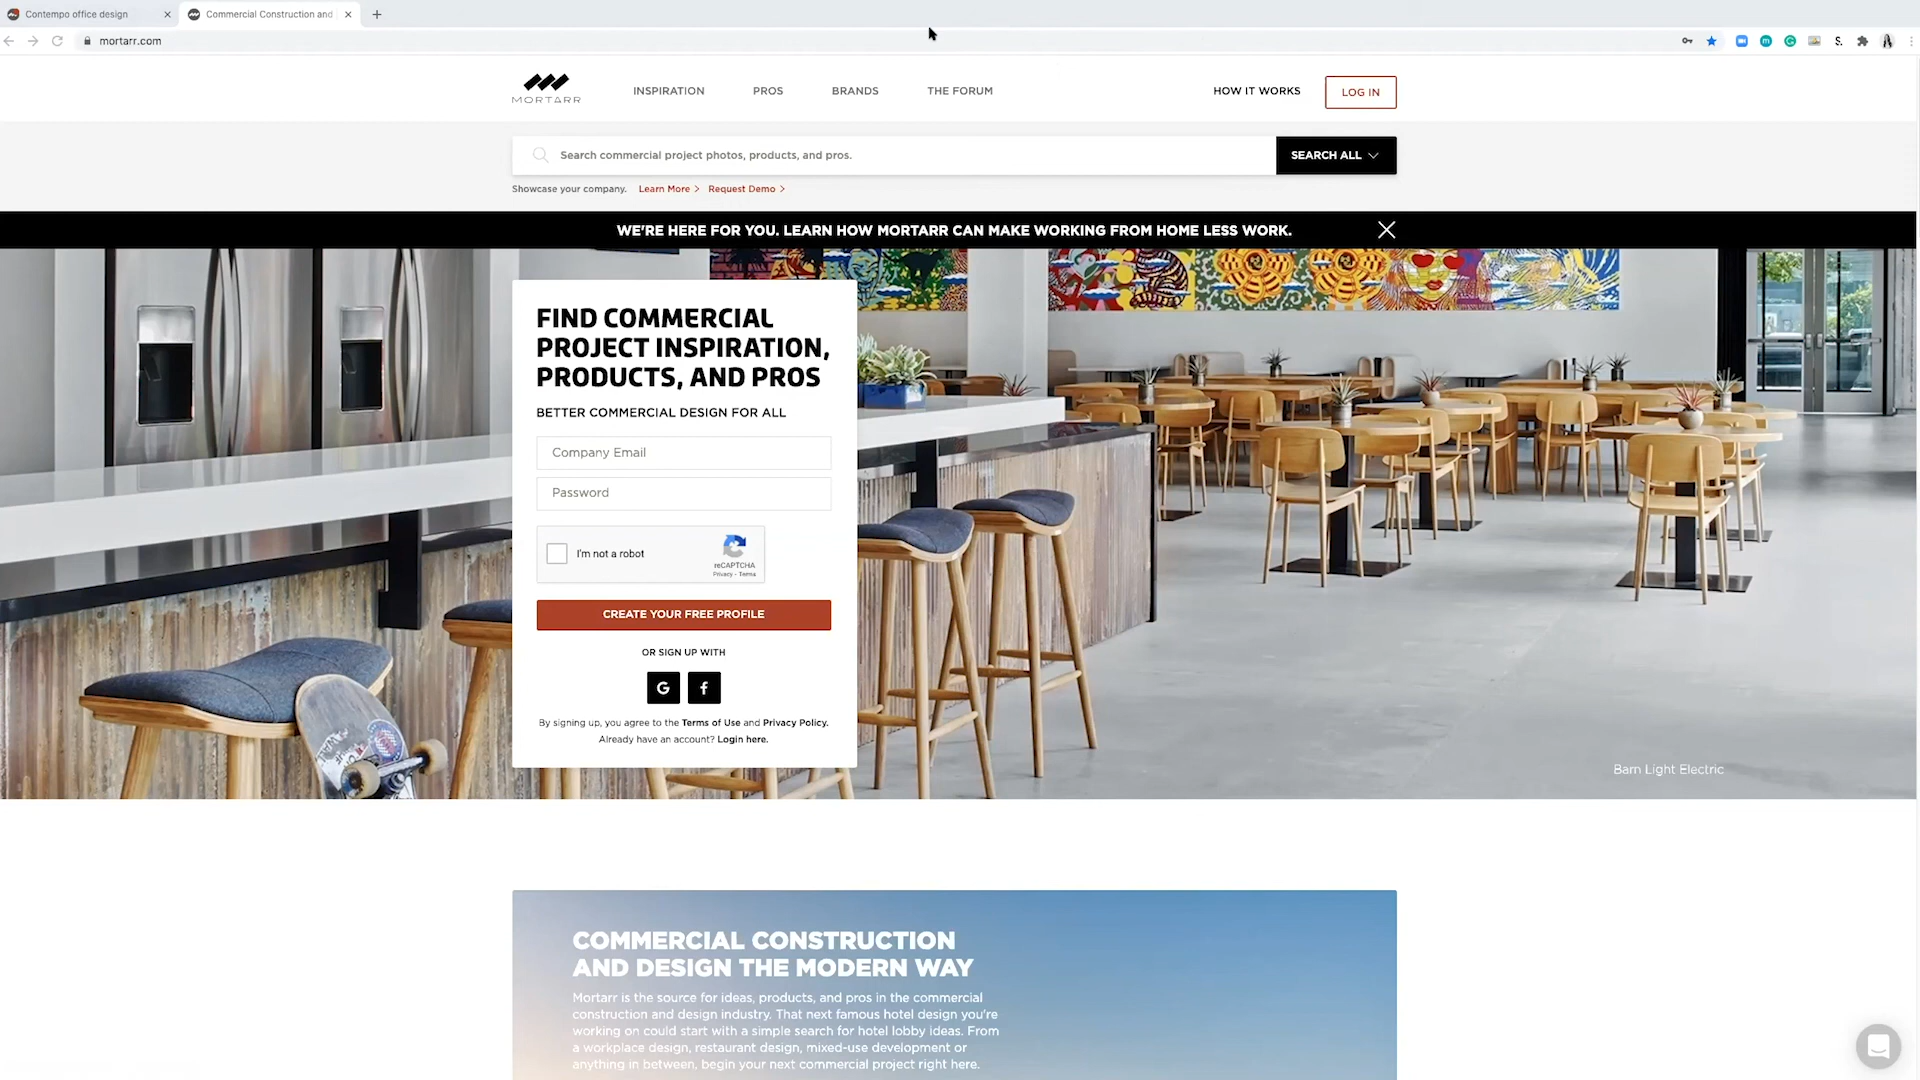 Contempo office design
Commercial Construction and
mortarr.com
MORTARR
INSPIRATION
PROS
BRANDS
THE FORUM
HOW IT WORKS
LOG IN
Search commercial project photos, products, and pros.
SEARCH ALL
Showcase your company. Learn More > Request Demo >
WE'RE HERE FOR YOU. LEARN HOW MORTARR CAN MAKE WORKING FROM HOME LESS WORK.
FIND COMMERCIAL
PROJECT INSPIRATION,
PRODUCTS, AND PROS
BETTER COMMERCIAL DESIGN FOR ALL
Company Email
Password
I'm not a robot
reCAPTCHA
Privacy - Terms
CREATE YOUR FREE PROFILE
OR SIGN UP WITH
G f
By signing up, you agree to the Terms of Use and Privacy Policy.
Already have an account? Login here.
Barn Light Electric
COMMERCIAL CONSTRUCTION
AND DESIGN THE MODERN WAY
Mortarr is the source for ideas, products, and pros in the commercial
construction and design industry. That next famous hotel design you're
working on could start with a simple search for hotel lobby ideas. From
a workplace design, restaurant design, mixed-use development or
anything in between, begin your next commercial project right here.